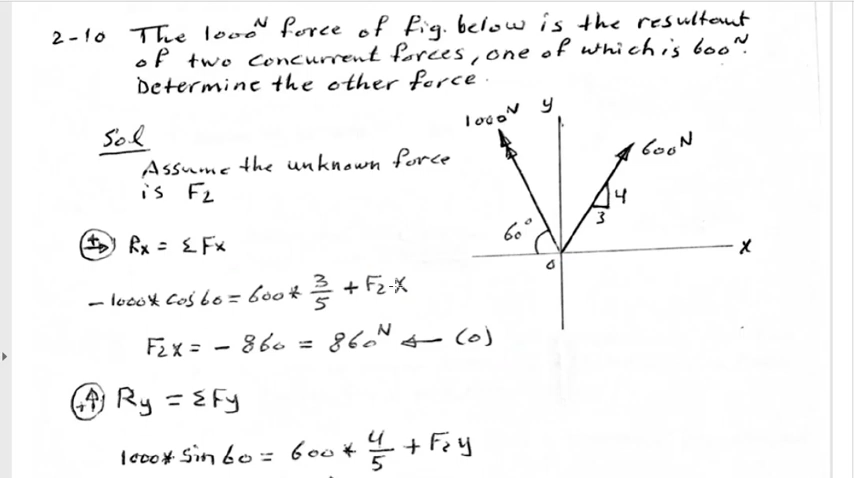 2-10 The 1000N force of fig. below is the resultant
of two concurrent forces, one of which is 600N.
Determine the other force.
1000N y
Sol
600N
Assume the unknown force
is F2
4
3
60°
Rx = ΣFx
x
o
- 1000* cos 60 = 600* 3/5 + F2x
F2x = - 860 = 860N ← (o)
+↑ Ry = ΣFy
1000* sin 60 = 600* 4/5 + F2y